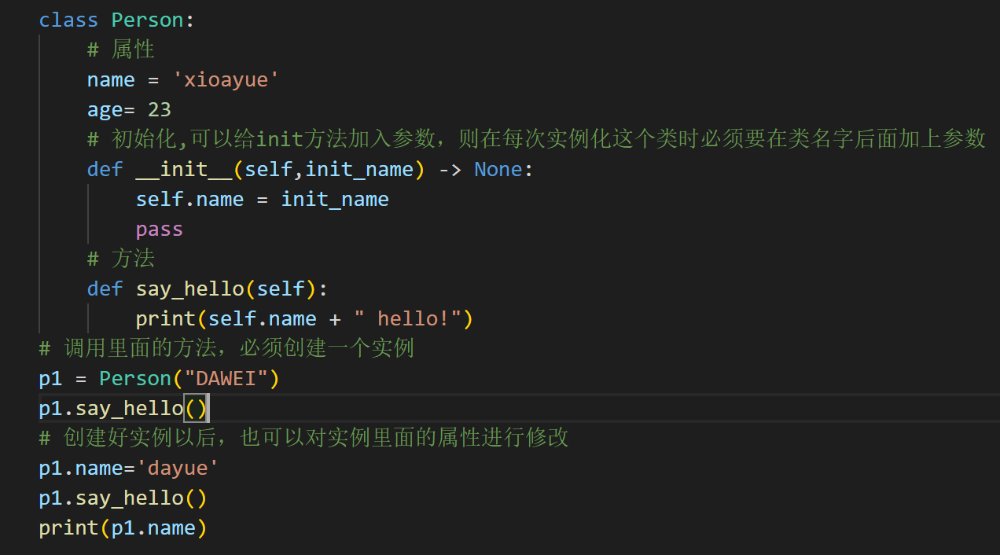 class Person:
    # 属性
    name = 'xioayue'
    age= 23
    # 初始化,可以给init方法加入参数，则在每次实例化这个类时必须要在类名字后面加上参数
    def __init__(self,init_name) -> None:
        self.name = init_name
        pass
    # 方法
    def say_hello(self):
        print(self.name + " hello!")
# 调用里面的方法，必须创建一个实例
p1 = Person("DAWEI")
p1.say_hello()
# 创建好实例以后，也可以对实例里面的属性进行修改
p1.name='dayue'
p1.say_hello()
print(p1.name)